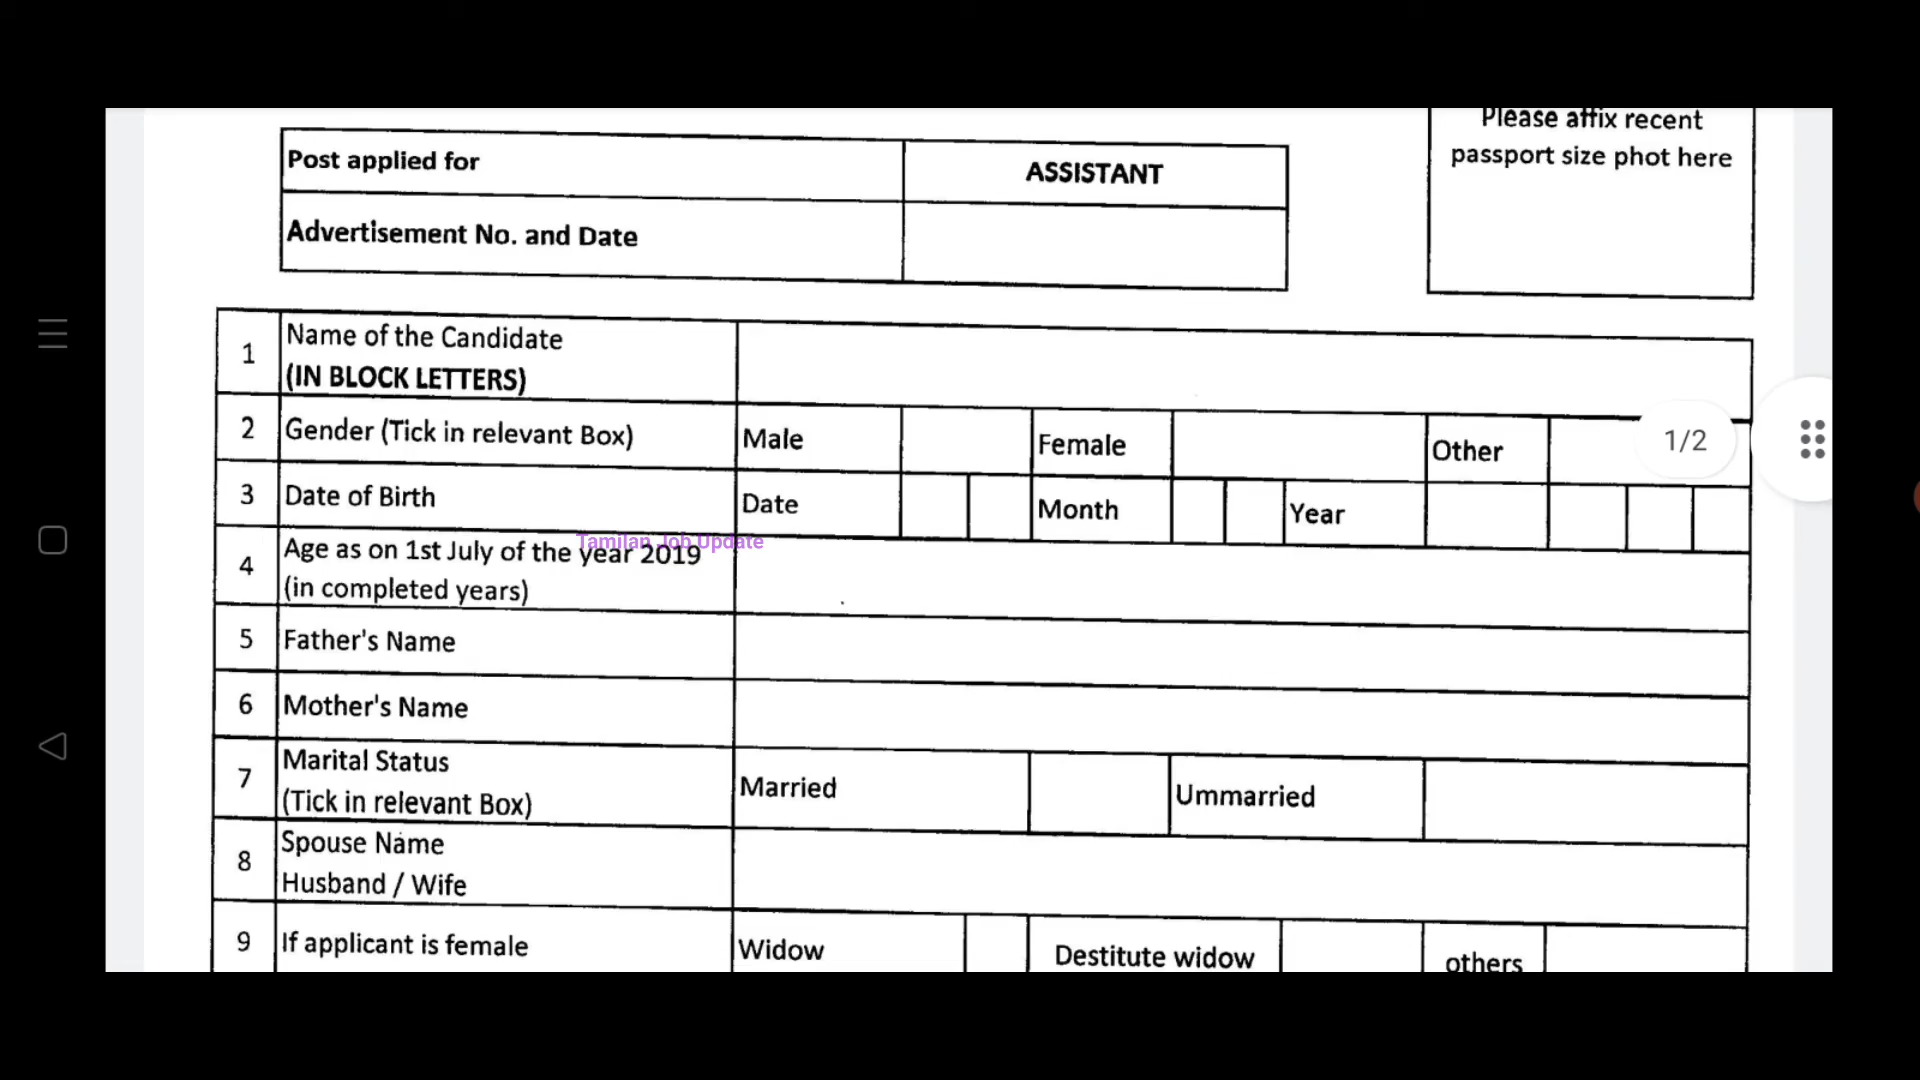 Please affix recent
passport size phot here
Post applied for
ASSISTANT
Advertisement No. and Date
1
Name of the Candidate
(IN BLOCK LETTERS)
2
Gender (Tick in relevant Box)
Male
Female
Other
1/2
3
Date of Birth
Date
Month
Year
Tamilan Job Update
4
Age as on 1st July of the year 2019
(in completed years)
5
Father's Name
6
Mother's Name
7
Marital Status
(Tick in relevant Box)
Married
Ummarried
8
Spouse Name
Husband / Wife
9
If applicant is female
Widow
Destitute widow
others